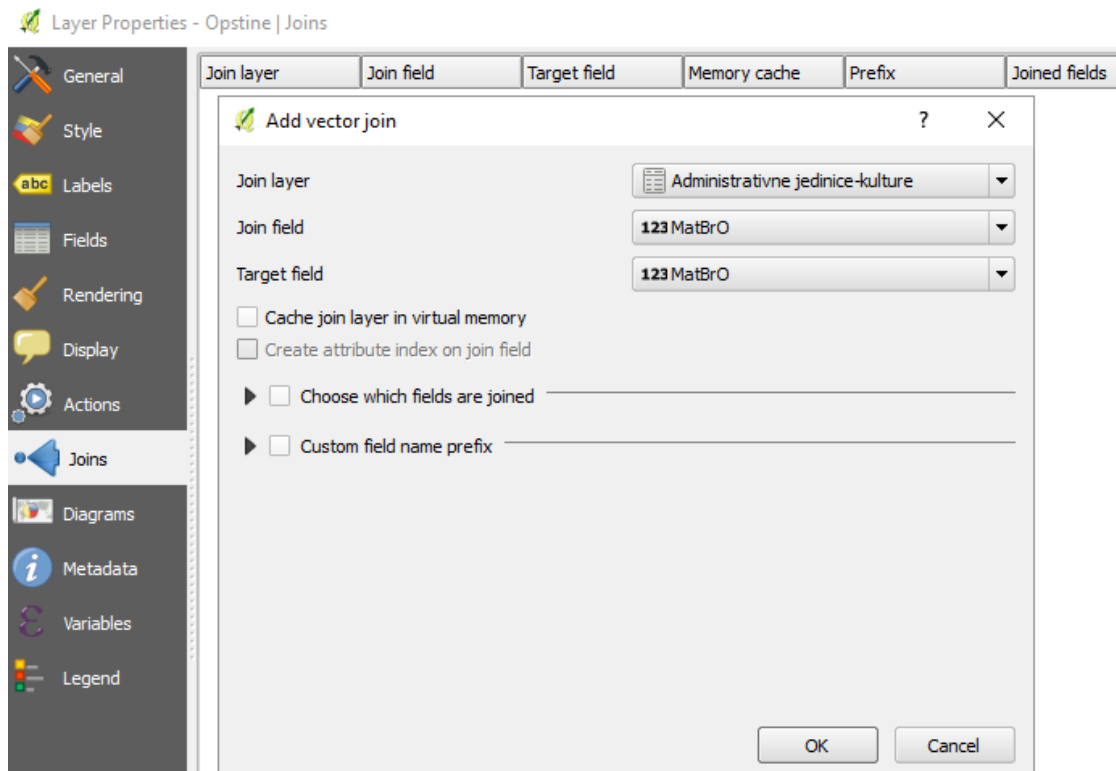 Layer Properties - Opstine | Joins
General
Style
abc Labels
Fields
Rendering
Display
Actions
Joins
Diagrams
Metadata
Variables
Legend
Join layer Join field Target field Memory cache Prefix Joined fields
Add vector join ?
Join layer Administrativne jedinice-kulture
Join field 123 MatBrO
Target field 123 MatBrO
Cache join layer in virtual memory
Create attribute index on join field
Choose which fields are joined
Custom field name prefix
OK Cancel